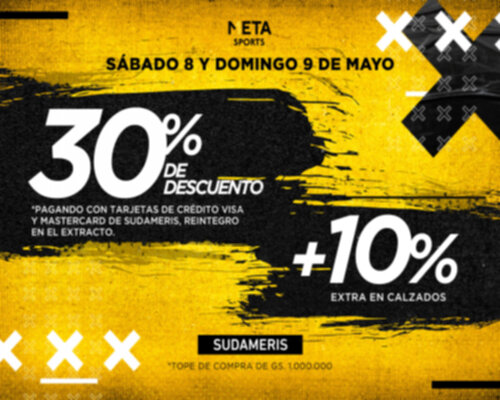 META
SPORTS
SÁBADO 8 Y DOMINGO 9 DE MAYO
30%
DE
DESCUENTO
*PAGANDO CON TARJETAS DE CRÉDITO VISA
Y MASTERCARD DE SUDAMERIS, REINTEGRO
EN EL EXTRACTO.
+10%
EXTRA EN CALZADOS
SUDAMERIS
*TOPE DE COMPRA DE GS. 1.000.000